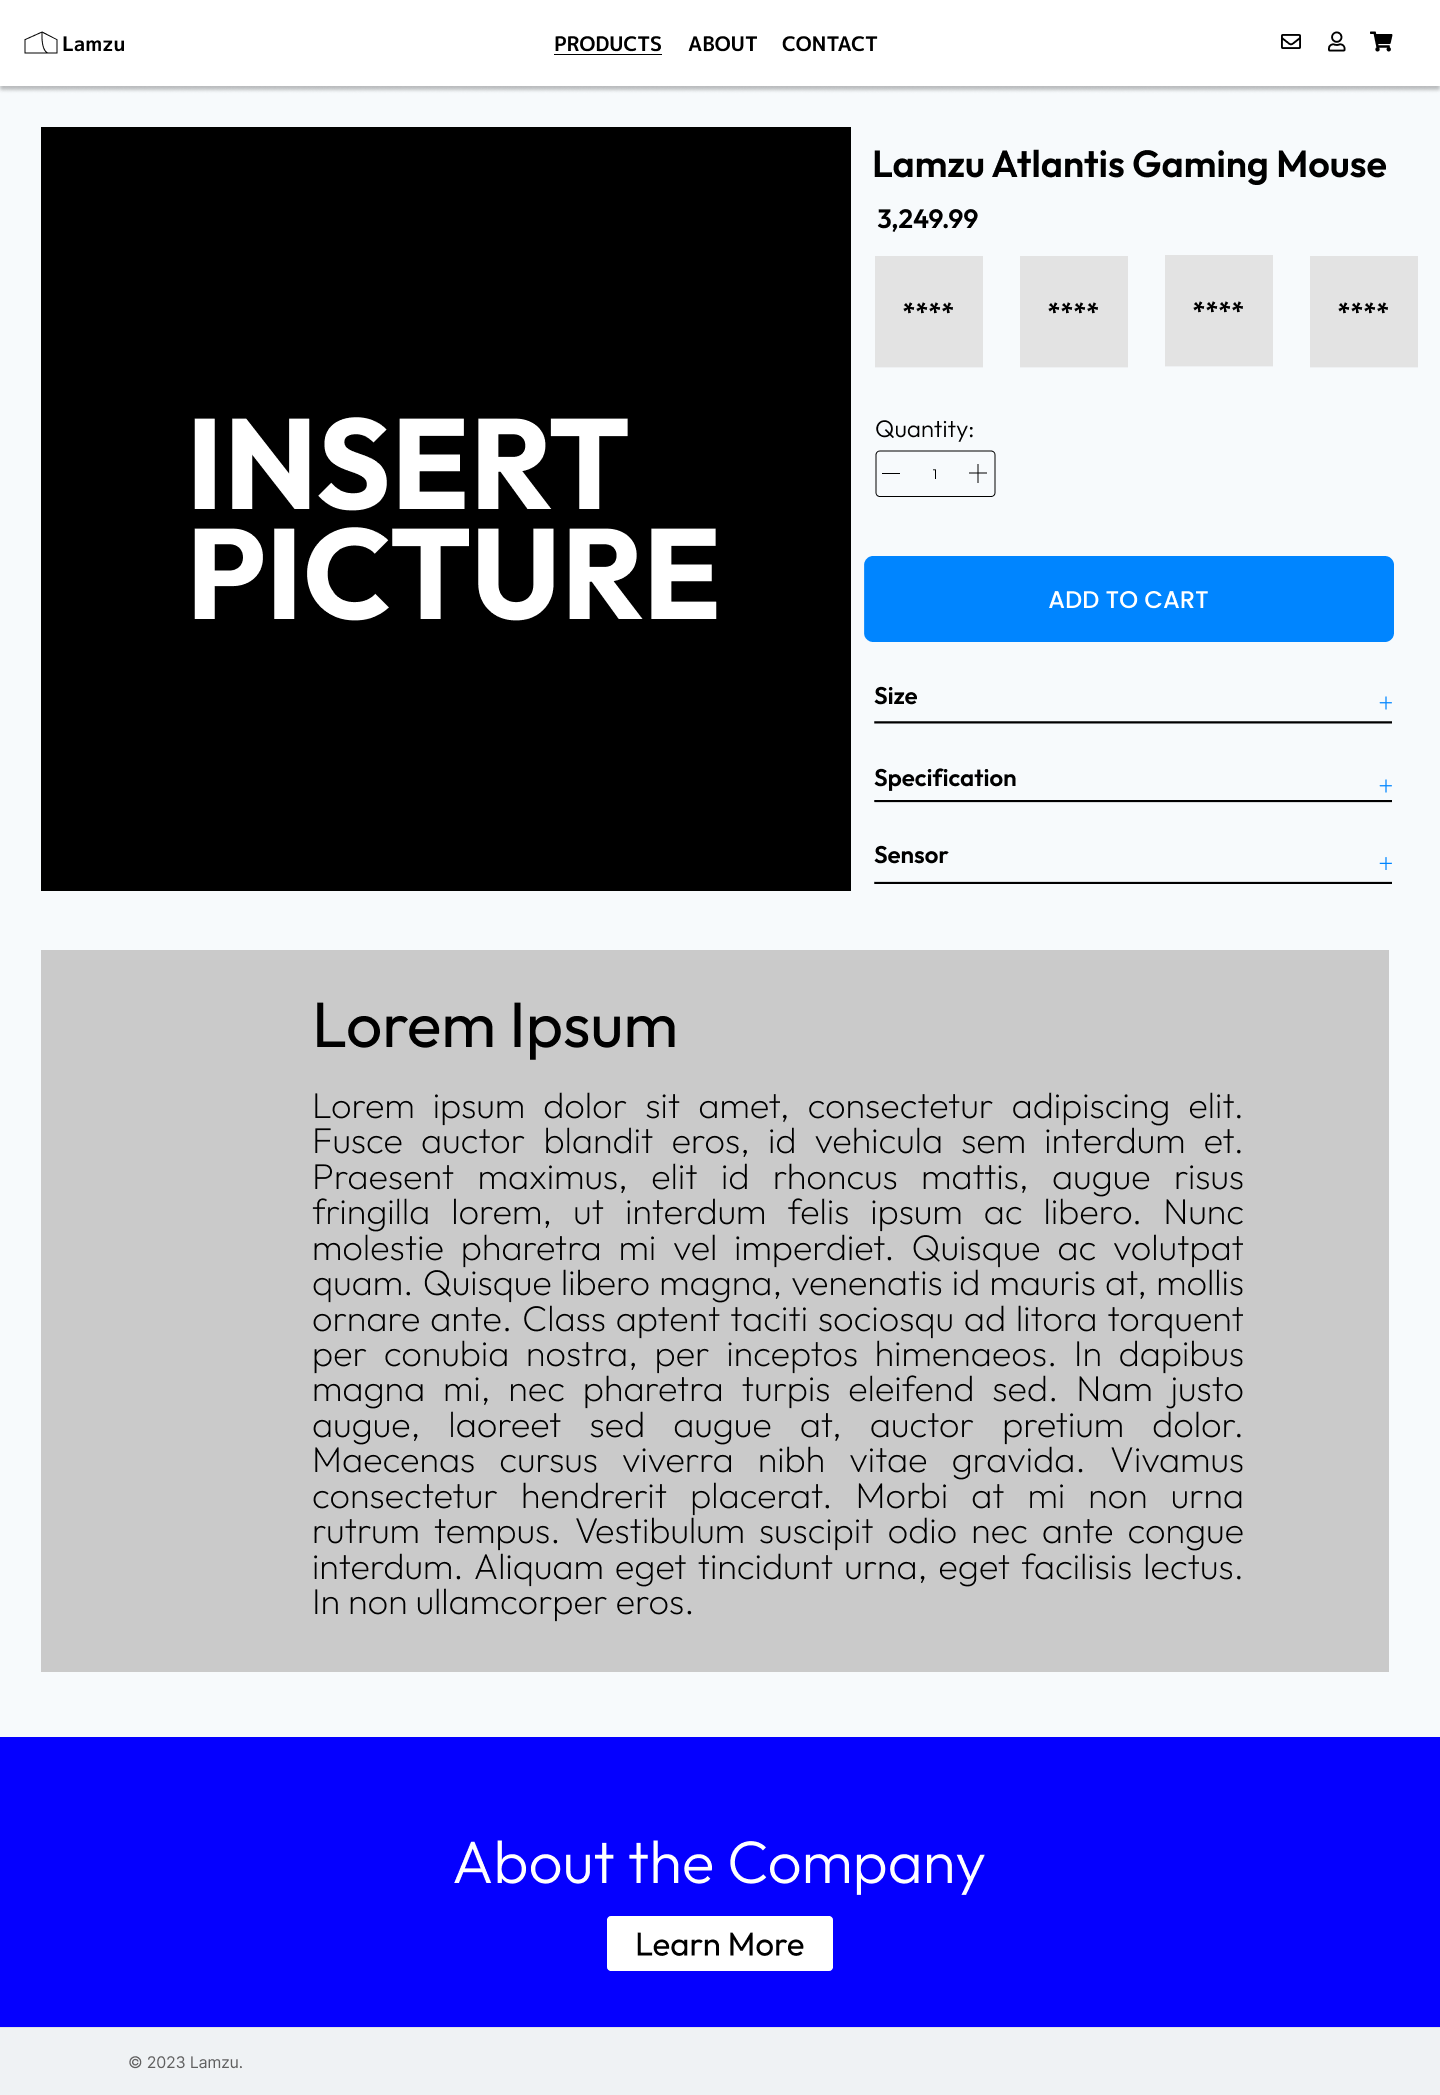 Lamzu
PRODUCTS ABOUT CONTACT
Lamzu Atlantis Gaming Mouse
3,249.99
**** **** **** ****
INSERT
PICTURE
Quantity:
1
ADD TO CART
Size
Specification
Sensor
Lorem Ipsum
Lorem ipsum dolor sit amet, consectetur adipiscing elit.
Fusce auctor blandit eros, id vehicula sem interdum et.
Praesent maximus, elit id rhoncus mattis, augue risus
fringilla lorem, ut interdum felis ipsum ac libero. Nunc
molestie pharetra mi vel imperdiet. Quisque ac volutpat
quam. Quisque libero magna, venenatis id mauris at, mollis
ornare ante. Class aptent taciti sociosqu ad litora torquent
per conubia nostra, per inceptos himenaeos. In dapibus
magna mi, nec pharetra turpis eleifend sed. Nam justo
augue, laoreet sed augue at, auctor pretium dolor.
Maecenas cursus viverra nibh vitae gravida. Vivamus
consectetur hendrerit placerat. Morbi at mi non urna
rutrum tempus. Vestibulum suscipit odio nec ante congue
interdum. Aliquam eget tincidunt urna, eget facilisis lectus.
In non ullamcorper eros.
About the Company
Learn More
© 2023 Lamzu.